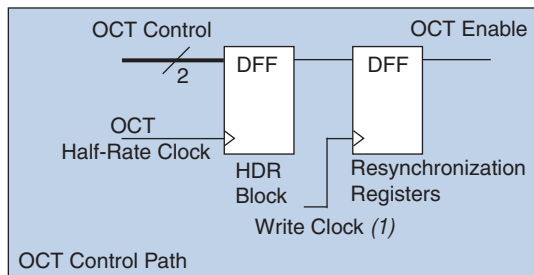 OCT Control
OCT Enable
2
DFF
DFF
OCT
Half-Rate Clock
HDR
Block
Resynchronization
Registers
Write Clock (1)
OCT Control Path